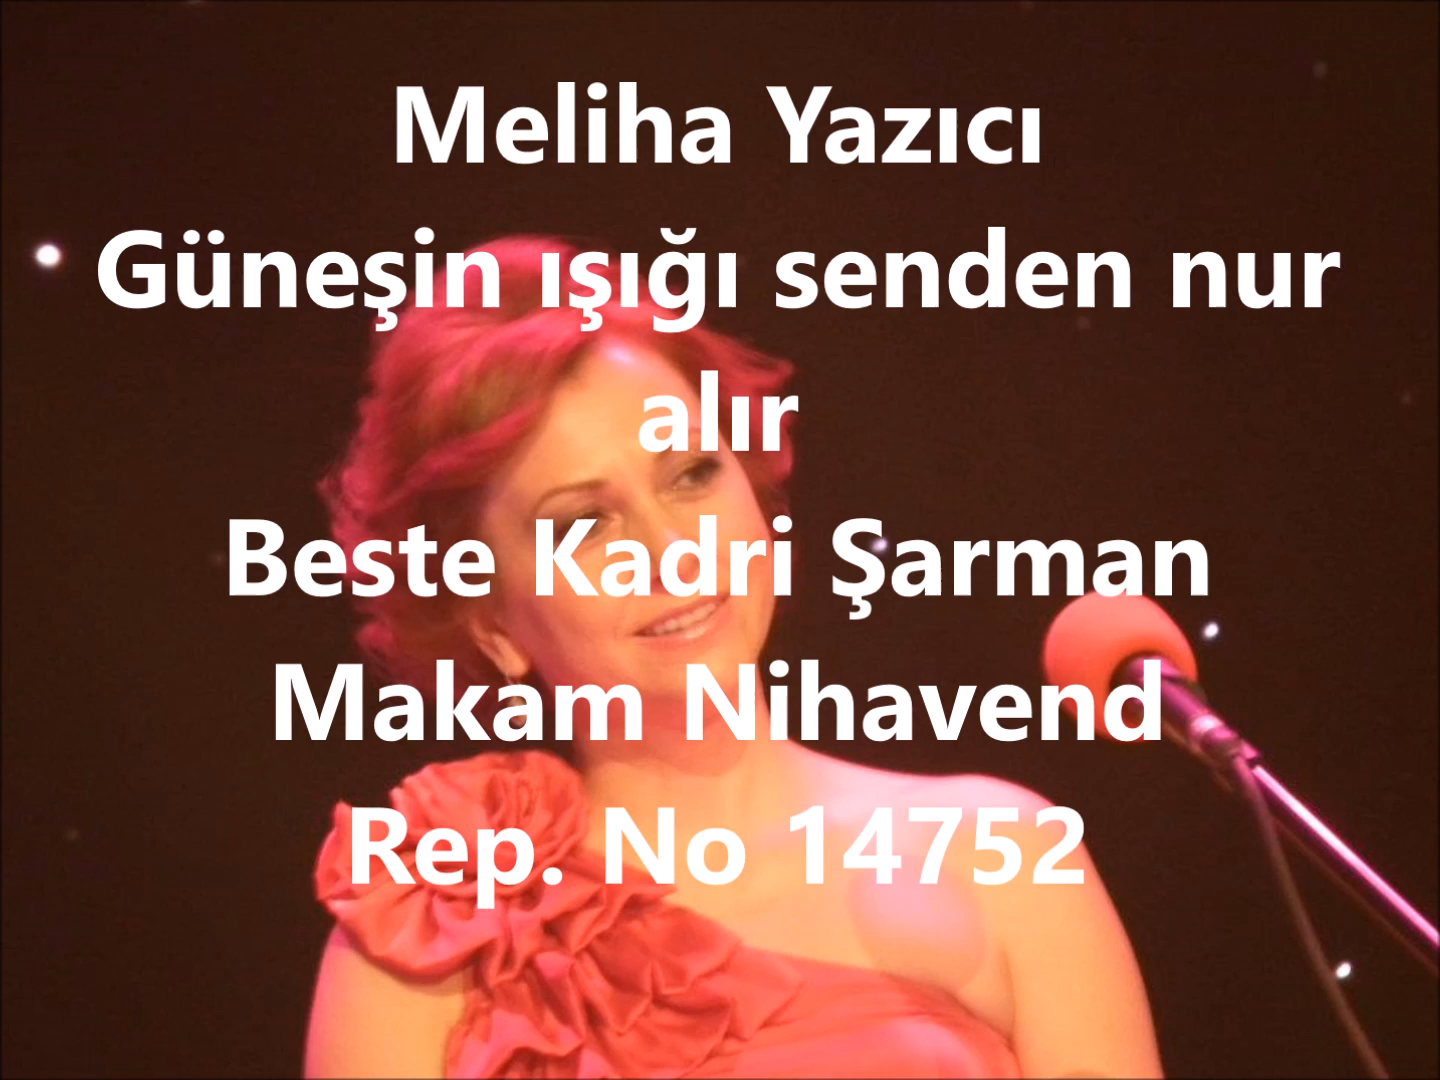 Meliha Yazıcı
Güneşin ışığı senden nur
alır
Beste Kadri Şarman
Makam Nihavend
Rep. No 14752